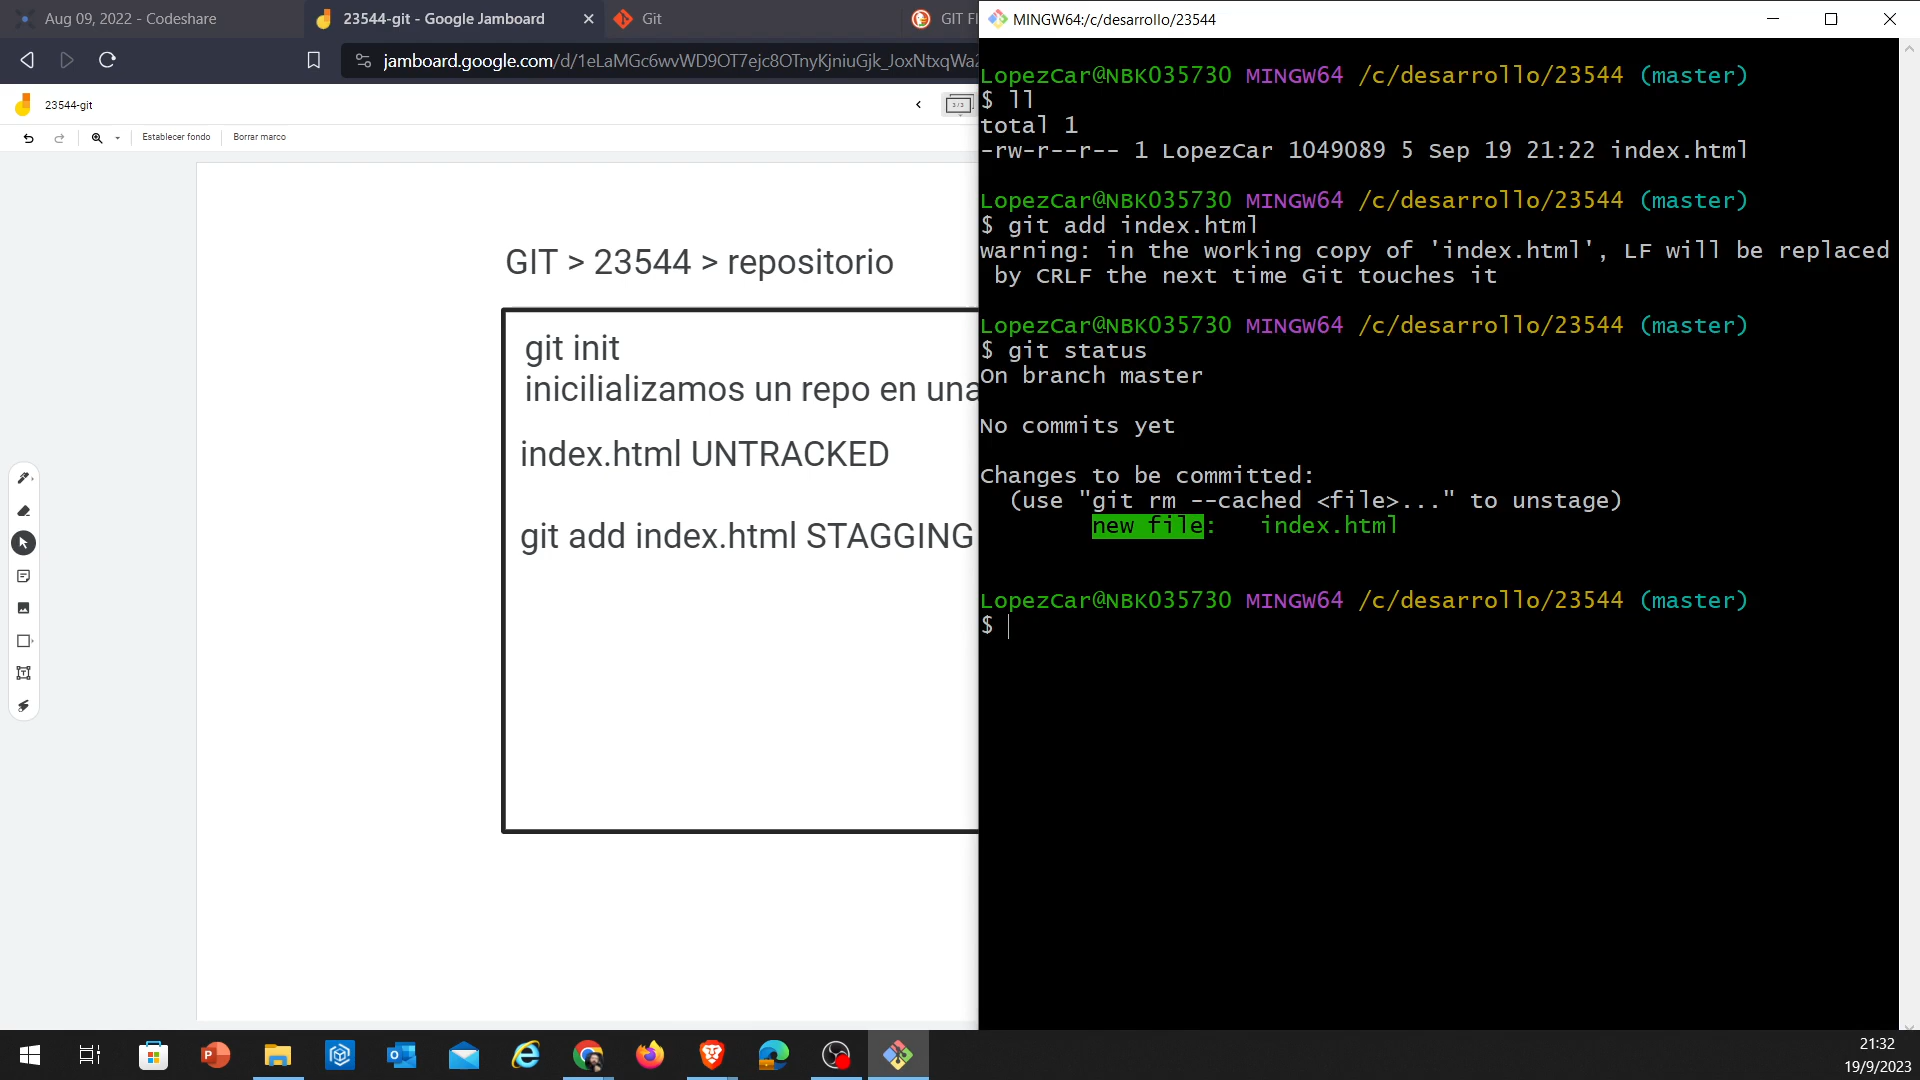 Aug 09, 2022 - Codeshare
23544-git - Google Jamboard
Git
GIT Fl
jamboard.google.com/d/1eLaMGc6wvWD9OT7ejc8OTnyKjniuGjk_JoxNtxqWa
23544-git
Establecer fondo
Borrar marco
GIT > 23544 > repositorio
git init
inicilializamos un repo en una
index.html UNTRACKED
git add index.html STAGGING
MINGW64:/c/desarrollo/23544
LopezCar@NBK035730 MINGW64 /c/desarrollo/23544 (master)
$ ll
total 1
-rw-r--r-- 1 LopezCar 1049089 5 Sep 19 21:22 index.html
LopezCar@NBK035730 MINGW64 /c/desarrollo/23544 (master)
$ git add index.html
warning: in the working copy of 'index.html', LF will be replaced
by CRLF the next time Git touches it
LopezCar@NBK035730 MINGW64 /c/desarrollo/23544 (master)
$ git status
On branch master
No commits yet
Changes to be committed:
(use "git rm --cached <file>..." to unstage)
new file: index.html
LopezCar@NBK035730 MINGW64 /c/desarrollo/23544 (master)
$
21:32
19/9/2023